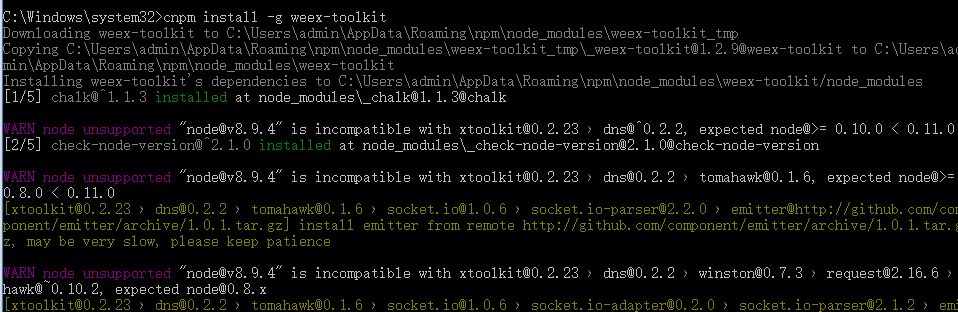 C:\Windows\system32>cnpm install -g weex-toolkit
Downloading weex-toolkit to C:\Users\admin\AppData\Roaming\npm\node_modules\weex-toolkit_tmp
Copying C:\Users\admin\AppData\Roaming\npm\node_modules\weex-toolkit_tmp\_weex-toolkit@1.2.9@weex-toolkit to C:\Users\ad
min\AppData\Roaming\npm\node_modules\weex-toolkit
Installing weex-toolkit's dependencies to C:\Users\admin\AppData\Roaming\npm\node_modules\weex-toolkit/node_modules
[1/5] chalk@^1.1.3 installed at node_modules\_chalk@1.1.3@chalk
WARN node unsupported "node@v8.9.4" is incompatible with xtoolkit@0.2.23 › dns@^0.2.2, expected node@>= 0.10.0 < 0.11.0
[2/5] check-node-version@^2.1.0 installed at node_modules\_check-node-version@2.1.0@check-node-version
WARN node unsupported "node@v8.9.4" is incompatible with xtoolkit@0.2.23 › dns@0.2.2 › tomahawk@0.1.6, expected node@>=
0.8.0 < 0.11.0
[xtoolkit@0.2.23 › dns@0.2.2 › tomahawk@0.1.6 › socket.io@1.0.6 › socket.io-parser@2.2.0 › emitter@http://github.com/com
ponent/emitter/archive/1.0.1.tar.gz] install emitter from remote http://github.com/component/emitter/archive/1.0.1.tar.g
z, may be very slow, please keep patience
WARN node unsupported "node@v8.9.4" is incompatible with xtoolkit@0.2.23 › dns@0.2.2 › winston@0.7.3 › request@2.16.6 ›
hawk@~0.10.2, expected node@0.8.x
[xtoolkit@0.2.23 › dns@0.2.2 › tomahawk@0.1.6 › socket.io@1.0.6 › socket.io-adapter@0.2.0 › socket.io-parser@2.1.2 › emi